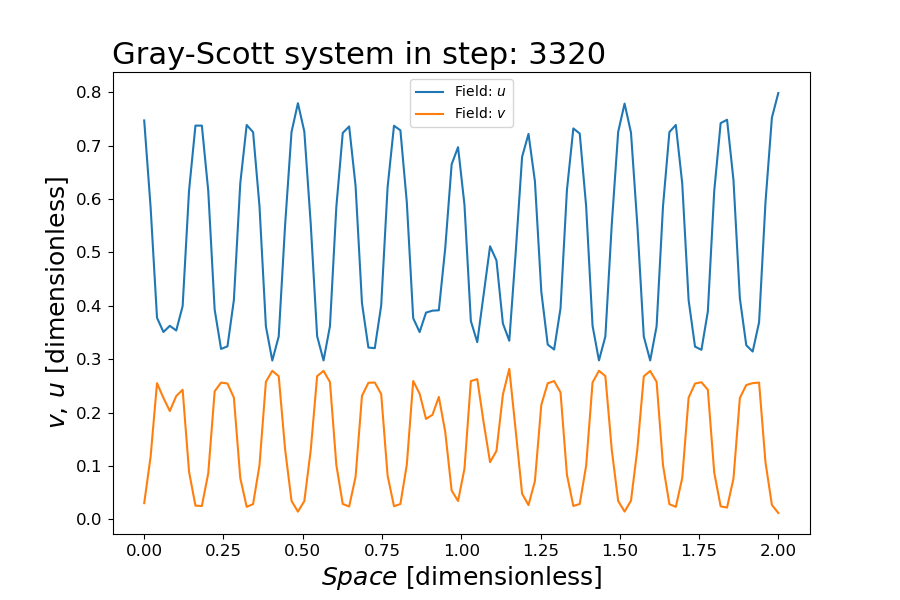 Gray-Scott system in step: 3320
Field: u
Field: v
v, u [dimensionless]
0.8
0.7
0.6
0.5
0.4
0.3
0.2
0.1
0.0
0.00 0.25 0.50 0.75 1.00 1.25 1.50 1.75 2.00
Space [dimensionless]